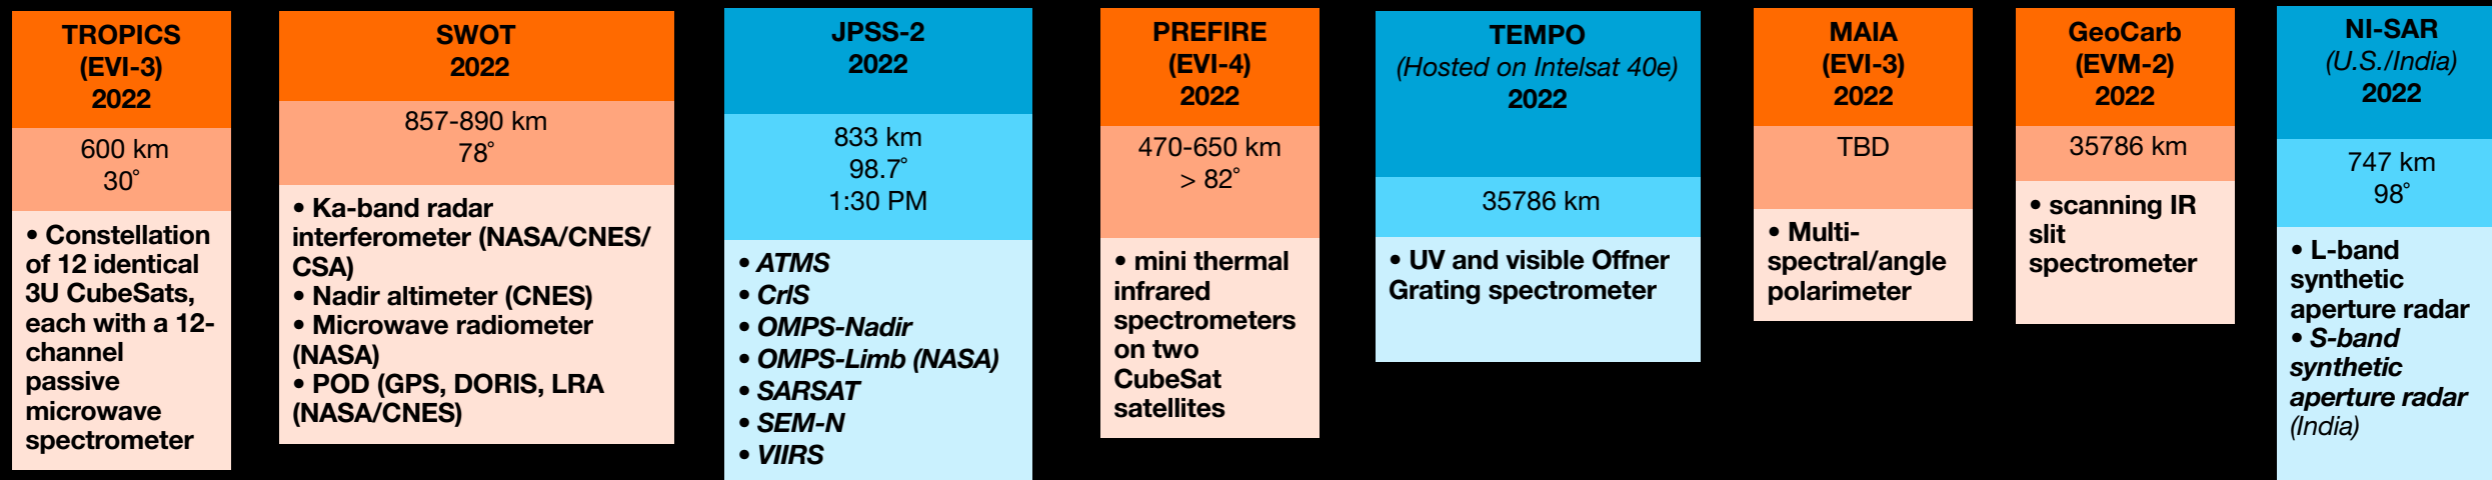 TROPICS
(EVI-3)
2022
600 km
30˚
• Constellation
of 12 identical
3U CubeSats,
each with a 12-
channel
passive
microwave
spectrometer
SWOT
2022
857-890 km
78˚
• Ka-band radar
interferometer (NASA/CNES/
CSA)
• Nadir altimeter (CNES)
• Microwave radiometer
(NASA)
• POD (GPS, DORIS, LRA
(NASA/CNES)
JPSS-2
2022
833 km
98.7˚
1:30 PM
• ATMS
• CrIS
• OMPS-Nadir
• OMPS-Limb (NASA)
• SARSAT
• SEM-N
• VIIRS
PREFIRE
(EVI-4)
2022
470-650 km
> 82˚
• mini thermal
infrared
spectrometers
on two
CubeSat
satellites
TEMPO
(Hosted on Intelsat 40e)
2022
35786 km
• UV and visible Offner
Grating spectrometer
MAIA
(EVI-3)
2022
TBD
• Multi-
spectral/angle
polarimeter
GeoCarb
(EVM-2)
2022
35786 km
• scanning IR
slit
spectrometer
NI-SAR
(U.S./India)
2022
747 km
98˚
• L-band
synthetic
aperture radar
• S-band
synthetic
aperture radar
(India)